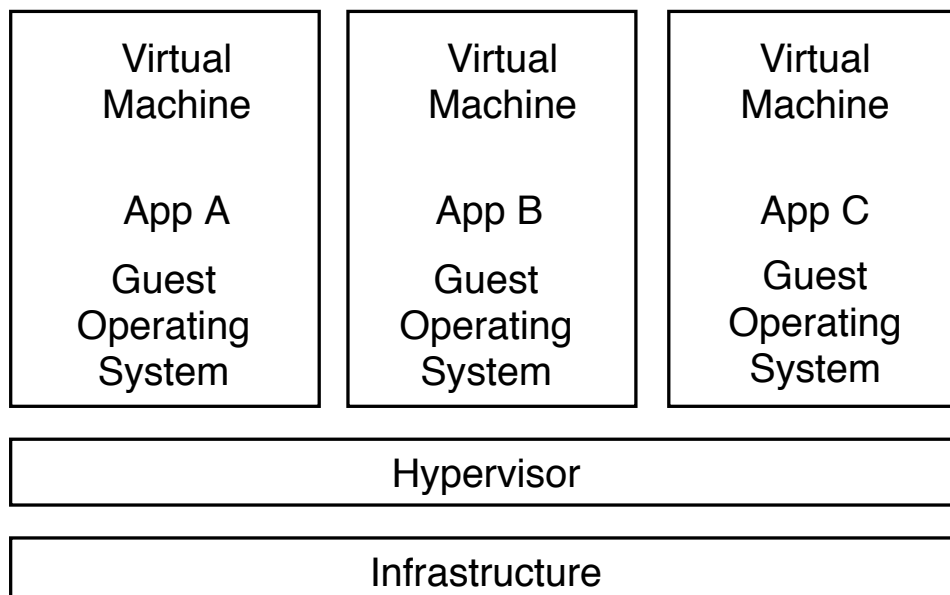 Virtual
Machine
App A
Guest
Operating
System
Virtual
Machine
App B
Guest
Operating
System
Virtual
Machine
App C
Guest
Operating
System
Hypervisor
Infrastructure